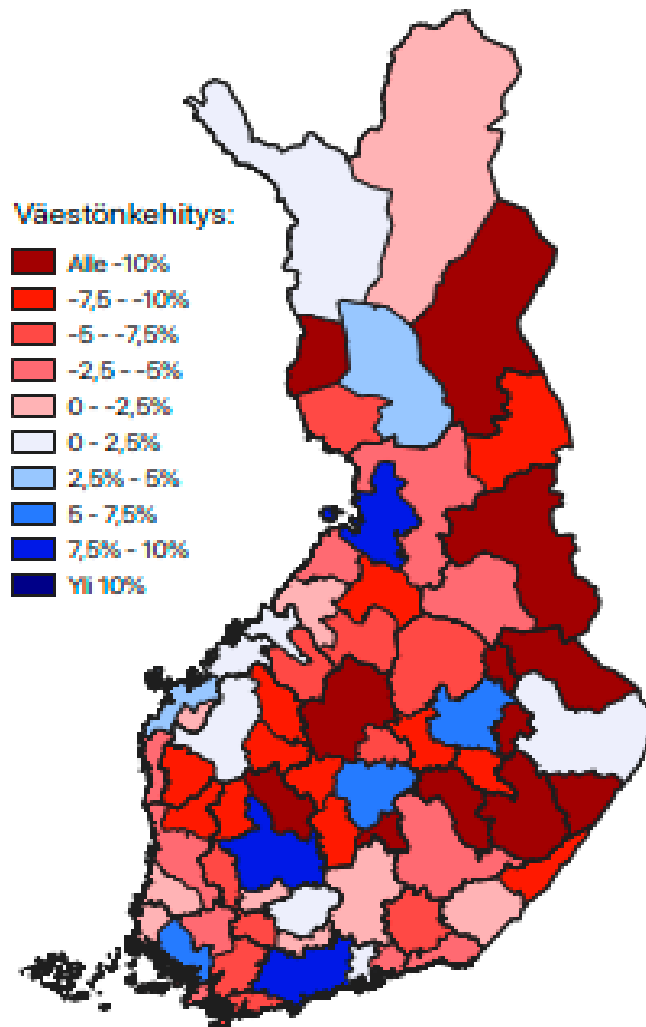 Väestönkehitys:
Alle -10%
-7,5 - -10%
-5 - -7,5%
-2,5 - -5%
0 - -2,5%
0 - 2,5%
2,5% - 5%
5 - 7,5%
7,5% - 10%
Yli 10%